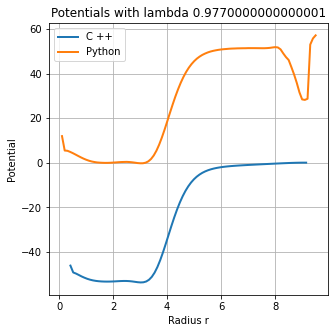 Potentials with lambda 0.9770000000000001
C ++
Python
60
40
20
0
−20
−40
Potential
0
2
4
6
8
Radius r